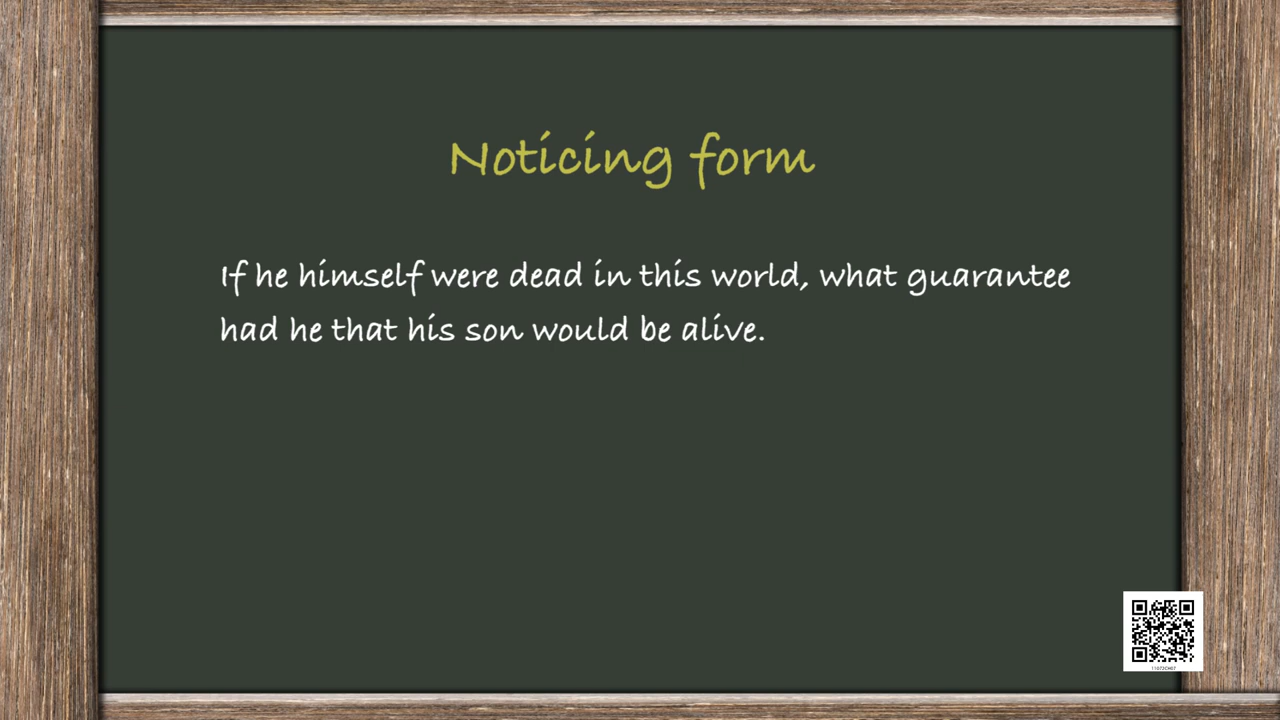 Noticing form
If he himself were dead in this world, what guarantee
had he that his son would be alive.